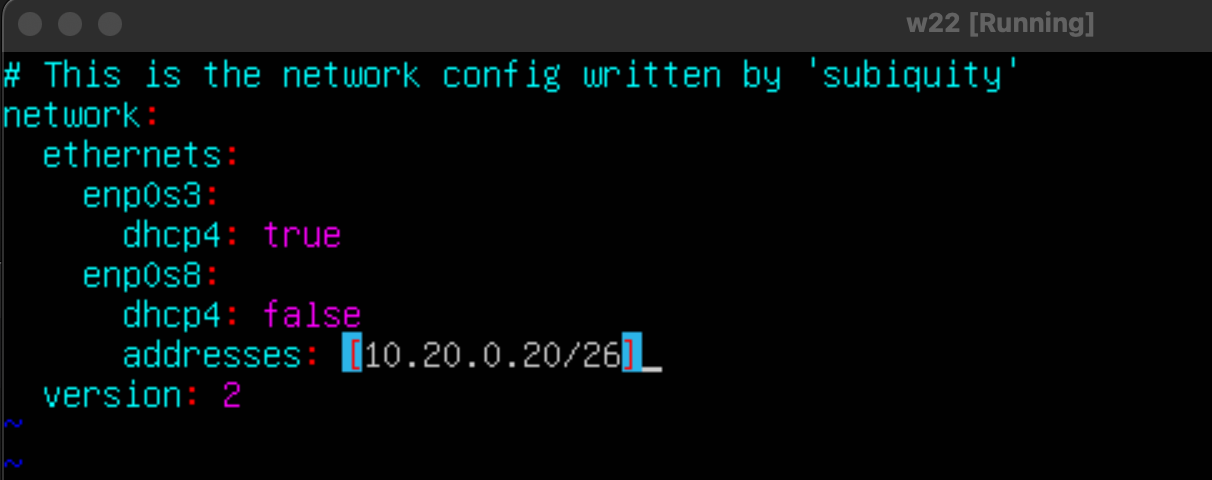 w22 [Running]
# This is the network config written by 'subiquity'
network:
  ethernets:
    enp0s3:
      dhcp4: true
    enp0s8:
      dhcp4: false
      addresses: [10.20.0.20/26]
  version: 2
~
~